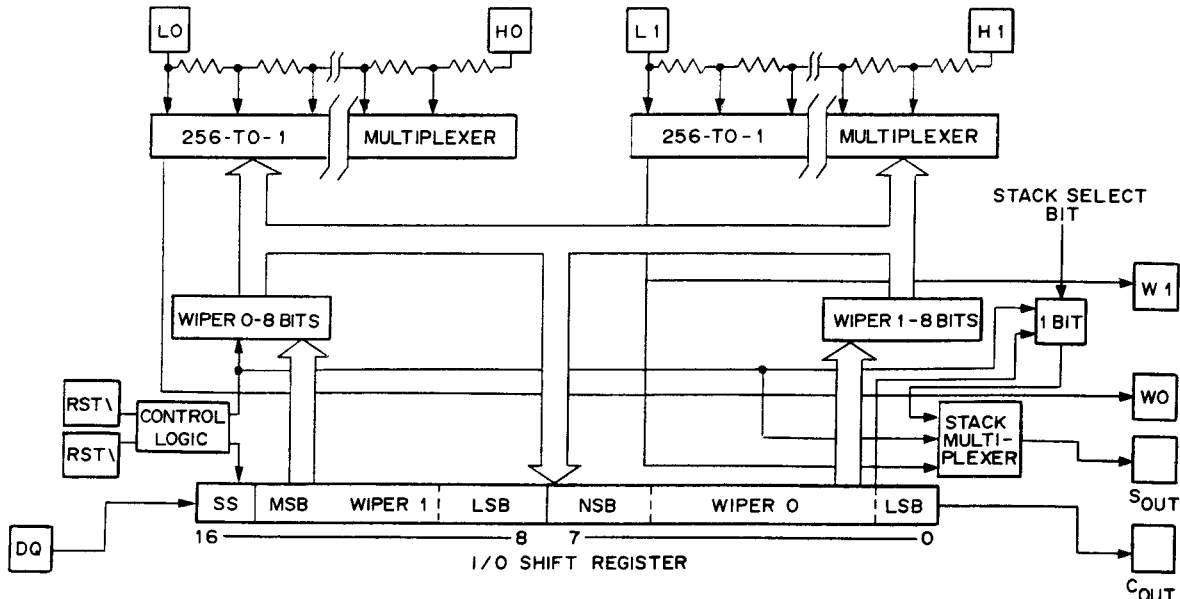 L0
H0
L1
H1
256-TO-1
MULTIPLEXER
256-TO-1
MULTIPLEXER
STACK SELECT
BIT
W1
WIPER 0-8 BITS
WIPER 1-8 BITS
1 BIT
RST\
CONTROL
LOGIC
RST\
W0
STACK
MULTI-
PLEXER
SOUT
SS
MSB
WIPER 1
LSB
NSB
WIPER 0
LSB
DQ
16
8
7
0
I/O SHIFT REGISTER
COUT